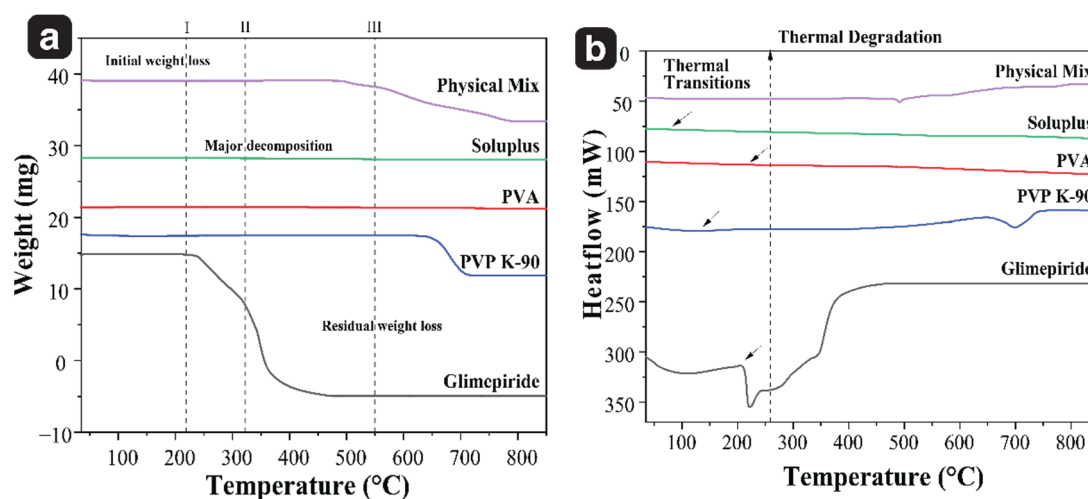 a
I II III
Initial weight loss
Physical Mix
Major decomposition
Soluplus
PVA
PVP K-90
Residual weight loss
Glimepiride
40
30
20
10
0
−10
Weight (mg)
100 200 300 400 500 600 700 800
Temperature (°C)
b
Thermal Degradation
Thermal
Transitions
Physical Mix
Soluplus
PVA
PVP K-90
Glimepiride
0
50
100
150
200
250
300
350
Heatflow (mW)
100 200 300 400 500 600 700 800
Temperature (°C)